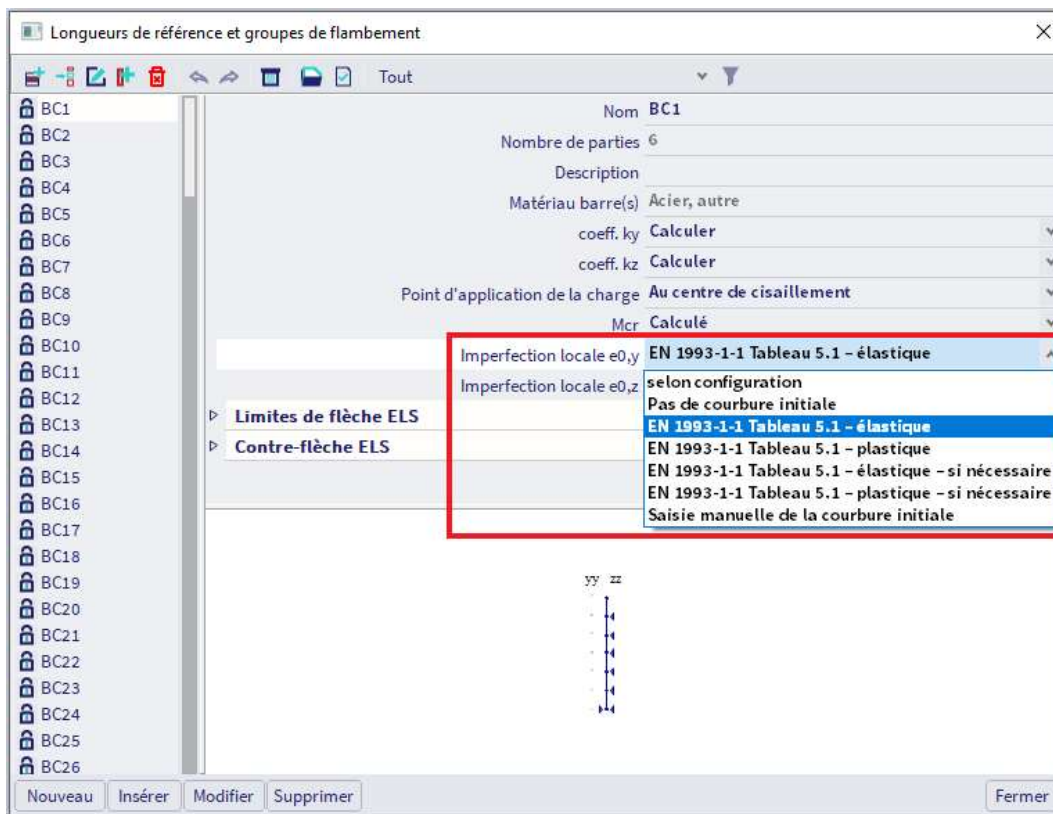 Longueurs de référence et groupes de flambement
Tout
BC1
BC2
BC3
BC4
BC5
BC6
BC7
BC8
BC9
BC10
BC11
BC12
BC13
BC14
BC15
BC16
BC17
BC18
BC19
BC20
BC21
BC22
BC23
BC24
BC25
BC26
Nom BC1
Nombre de parties 6
Description
Matériau barre(s) Acier, autre
coeff. ky Calculer
coeff. kz Calculer
Point d'application de la charge Au centre de cisaillement
Mcr Calculé
Imperfection locale e0,y EN 1993-1-1 Tableau 5.1 – élastique
Imperfection locale e0,z
selon configuration
Pas de courbure initiale
EN 1993-1-1 Tableau 5.1 – élastique
EN 1993-1-1 Tableau 5.1 – plastique
EN 1993-1-1 Tableau 5.1 – élastique – si nécessaire
EN 1993-1-1 Tableau 5.1 – plastique – si nécessaire
Saisie manuelle de la courbure initiale
Limites de flèche ELS
Contre-flèche ELS
yy zz
Nouveau Insérer Modifier Supprimer Fermer